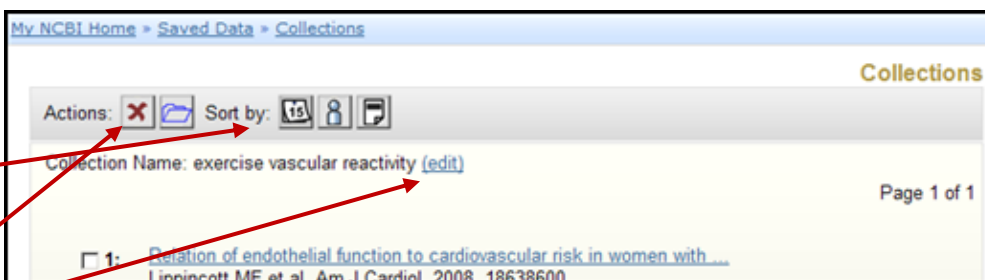 My NCBI Home » Saved Data » Collections
Collections
Actions: Sort by: 15
Collection Name: exercise vascular reactivity (edit)
Page 1 of 1
1: Relation of endothelial function to cardiovascular risk in women with ...
Lippincott ME et al. Am J Cardiol. 2008. 18638600